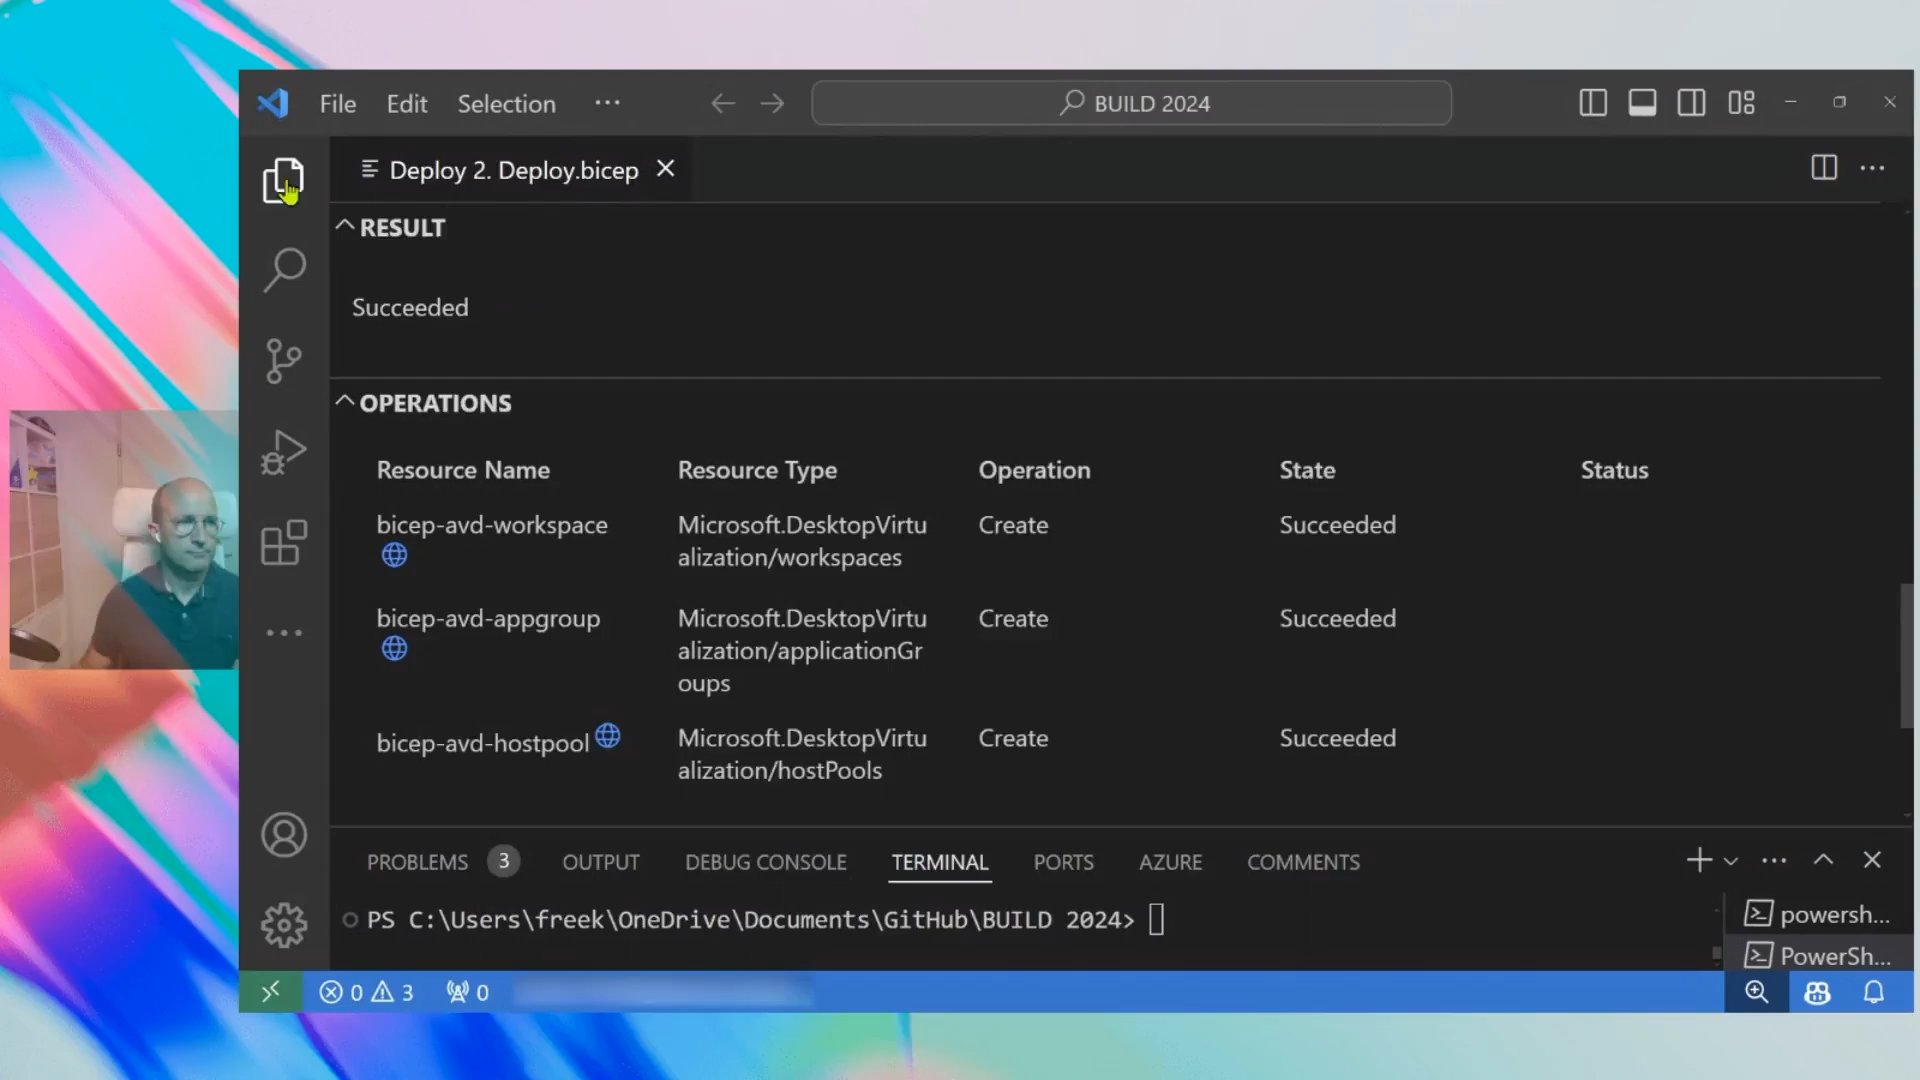 File Edit Selection ···
BUILD 2024
Deploy 2. Deploy.bicep
RESULT
Succeeded
OPERATIONS
Resource Name Resource Type Operation State Status
bicep-avd-workspace Microsoft.DesktopVirtu Create Succeeded
alization/workspaces
bicep-avd-appgroup Microsoft.DesktopVirtu Create Succeeded
alization/applicationGr
oups
bicep-avd-hostpool Microsoft.DesktopVirtu Create Succeeded
alization/hostPools
PROBLEMS 3 OUTPUT DEBUG CONSOLE TERMINAL PORTS AZURE COMMENTS
PS C:\Users\freek\OneDrive\Documents\GitHub\BUILD 2024>
powersh...
PowerSh...
0 3 0